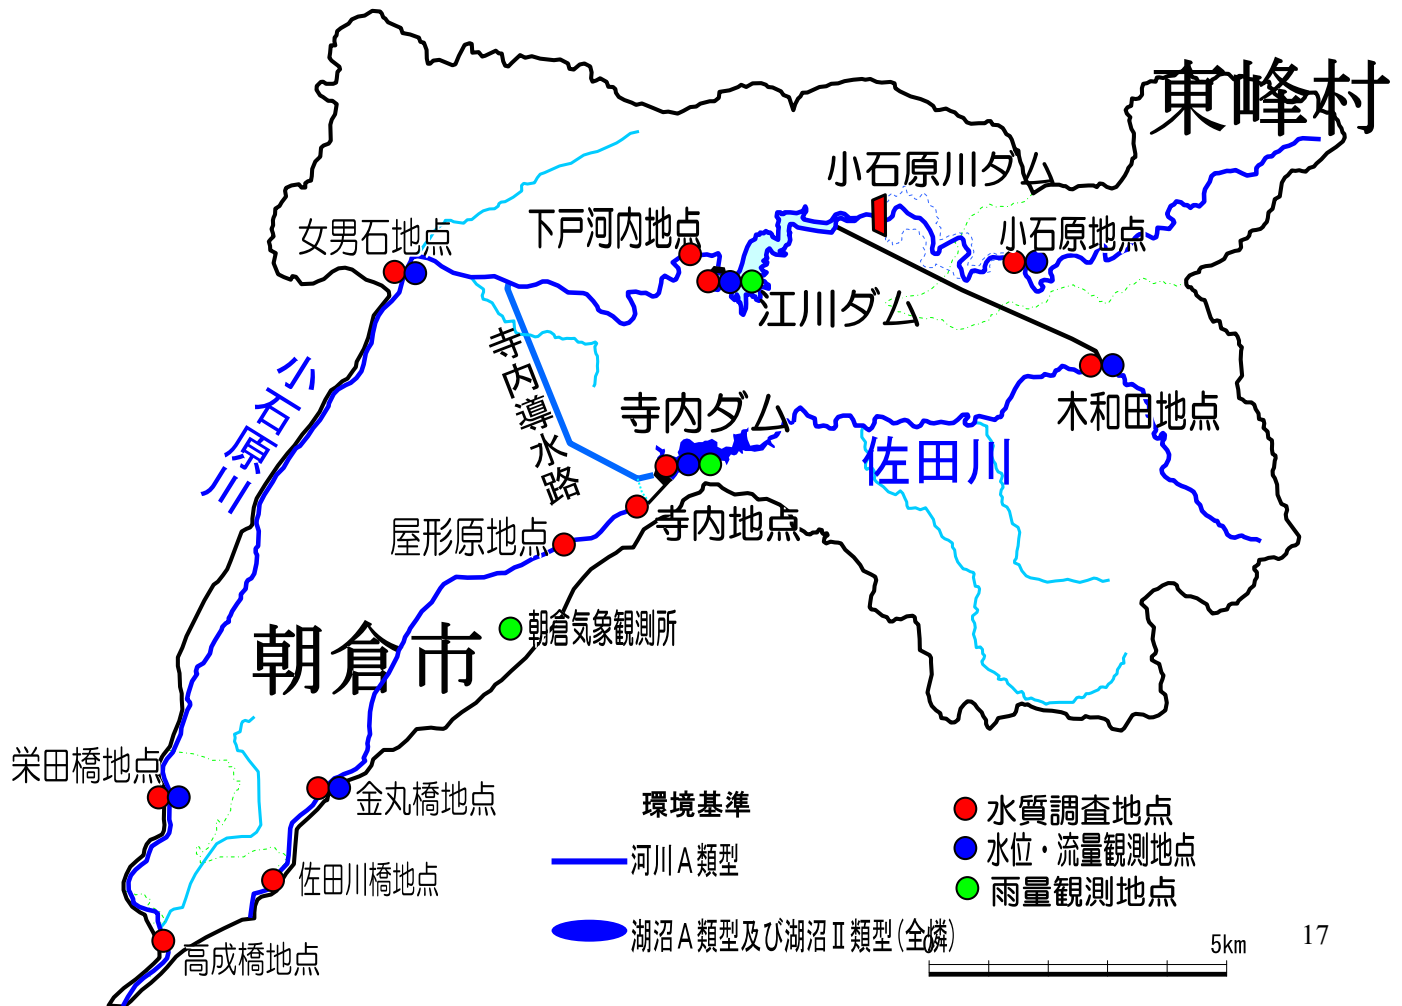 東峰村
小石原川ダム
女男石地点
下戸河内地点
小石原地点
江川ダム
小石原川
寺内導水路
寺内ダム
木和田地点
佐田川
屋形原地点
寺内地点
朝倉気象観測所
朝倉市
栄田橋地点
金丸橋地点
佐田川橋地点
高成橋地点
環境基準
河川A類型
湖沼A類型及び湖沼Ⅱ類型(全燐)
水質調査地点
水位・流量観測地点
雨量観測地点
0
5km
17